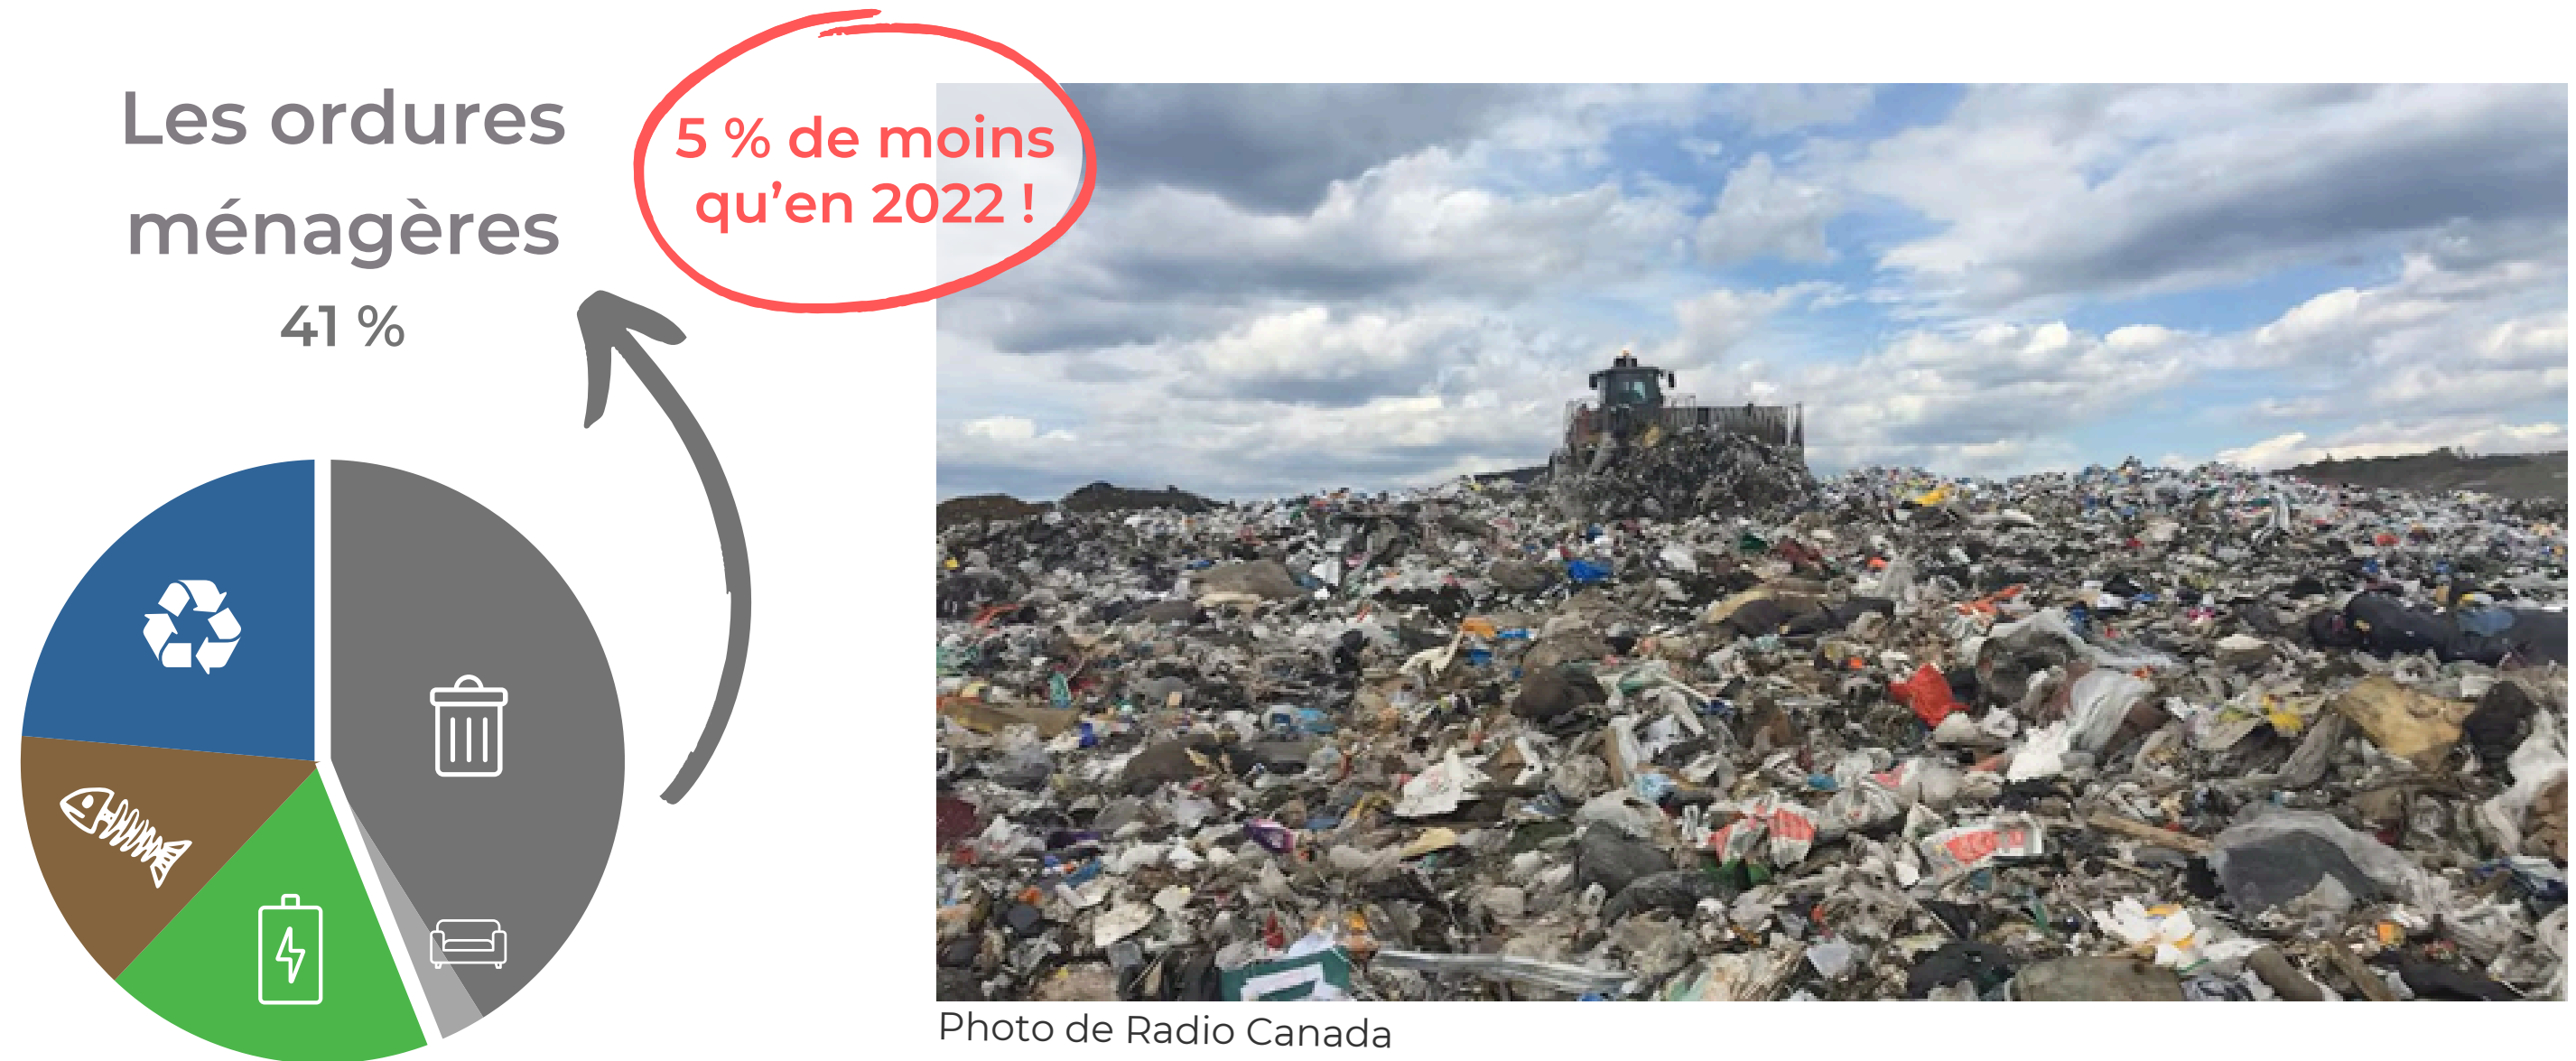 Les ordures
ménagères
41 %
5 % de moins
qu'en 2022 !
Photo de Radio Canada